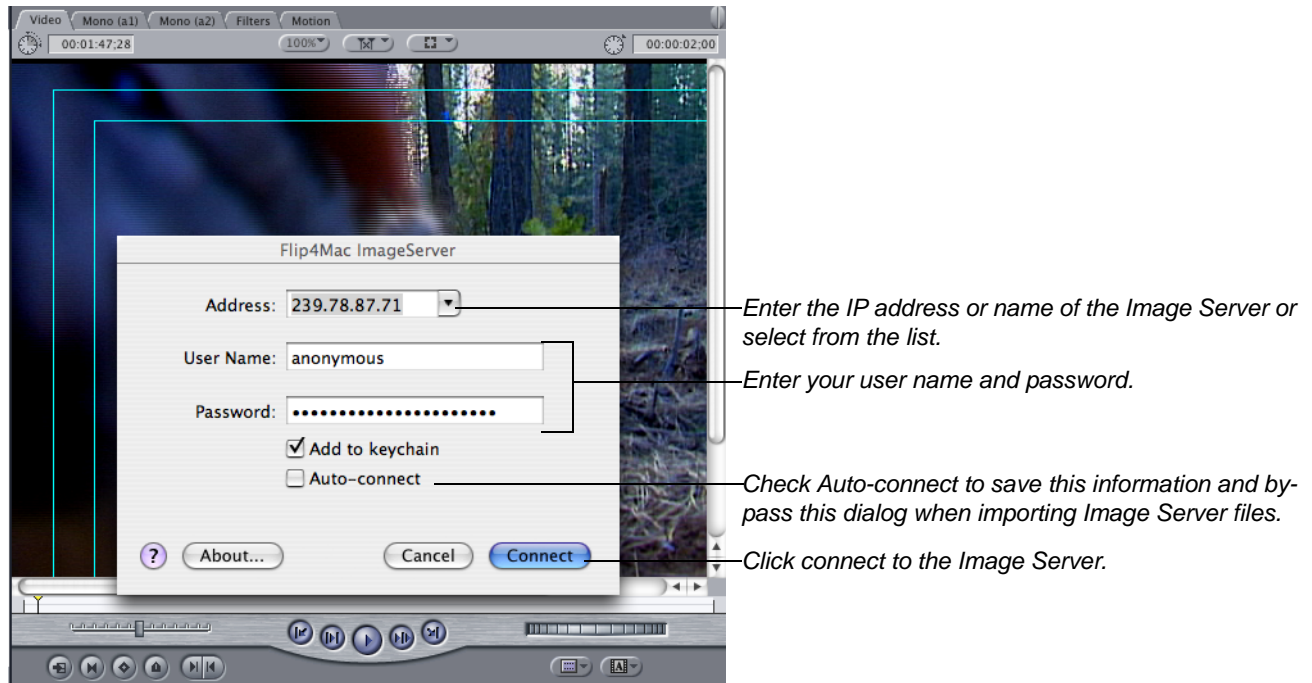 Video Mono (a1) Mono (a2) Filters Motion
00:01:47;28 100% 00:00:02;00
Flip4Mac ImageServer
Address: 239.78.87.71
Enter the IP address or name of the Image Server or
select from the list.
User Name: anonymous
Enter your user name and password.
Password: ••••••••••••••••••••••
Add to keychain
Auto-connect
Check Auto-connect to save this information and by-
pass this dialog when importing Image Server files.
? About... Cancel Connect
Click connect to the Image Server.
A